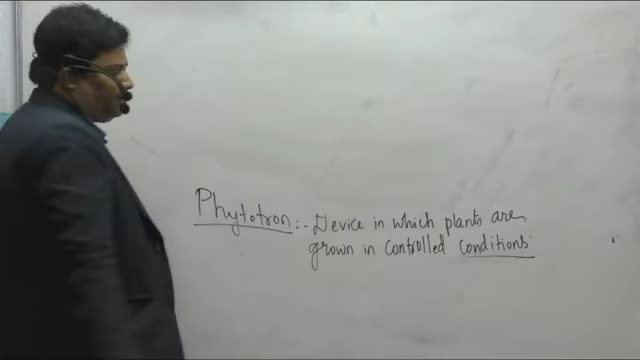 Phytotron:- Device in which plants are
grown in controlled conditions